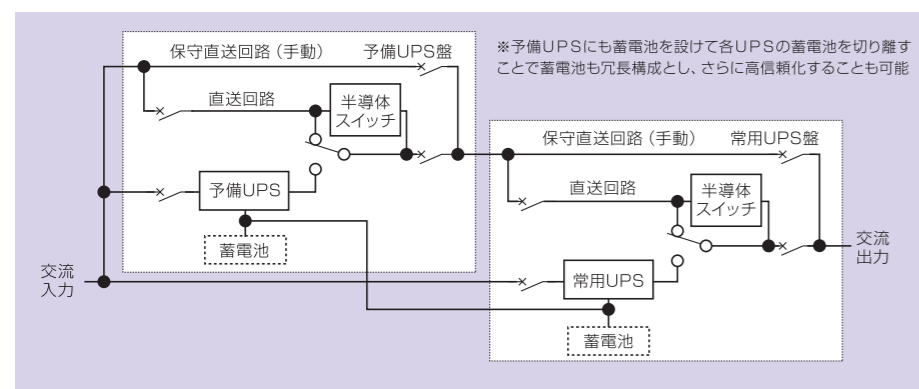 保守直送回路（手動）
予備UPS盤
※予備UPSにも蓄電池を設けて各UPSの蓄電池を切り離す
ことで蓄電池も冗長構成とし、さらに高信頼化することも可能
直送回路
半導体
スイッチ
予備UPS
蓄電池
保守直送回路（手動）
常用UPS盤
直送回路
半導体
スイッチ
常用UPS
蓄電池
交流
入力
交流
出力